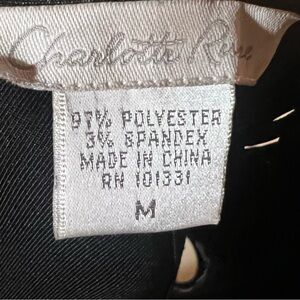 Charlotte Russe
97% POLYESTER
3% SPANDEX
MADE IN CHINA
RN 101331
M